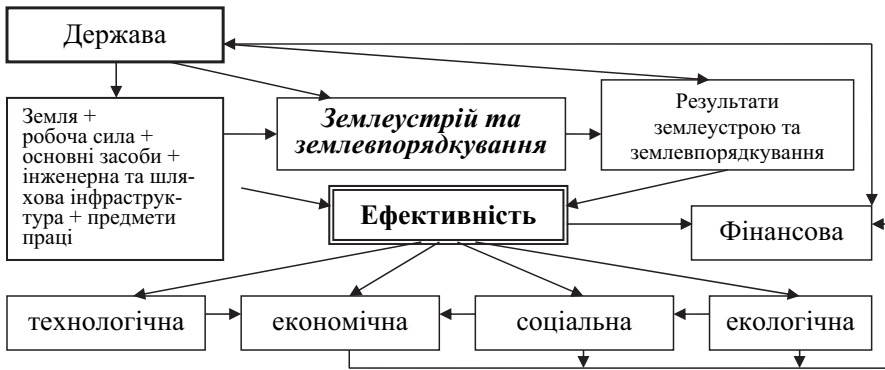 Держава
Земля +
робоча сила +
основні засоби +
інженерна та шля-
хова інфраструк-
тура + предмети
праці
Землеустрій та
землевпорядкування
Результати
землеустрою та
землевпорядкування
Ефективність
Фінансова
технологічна
економічна
соціальна
екологічна